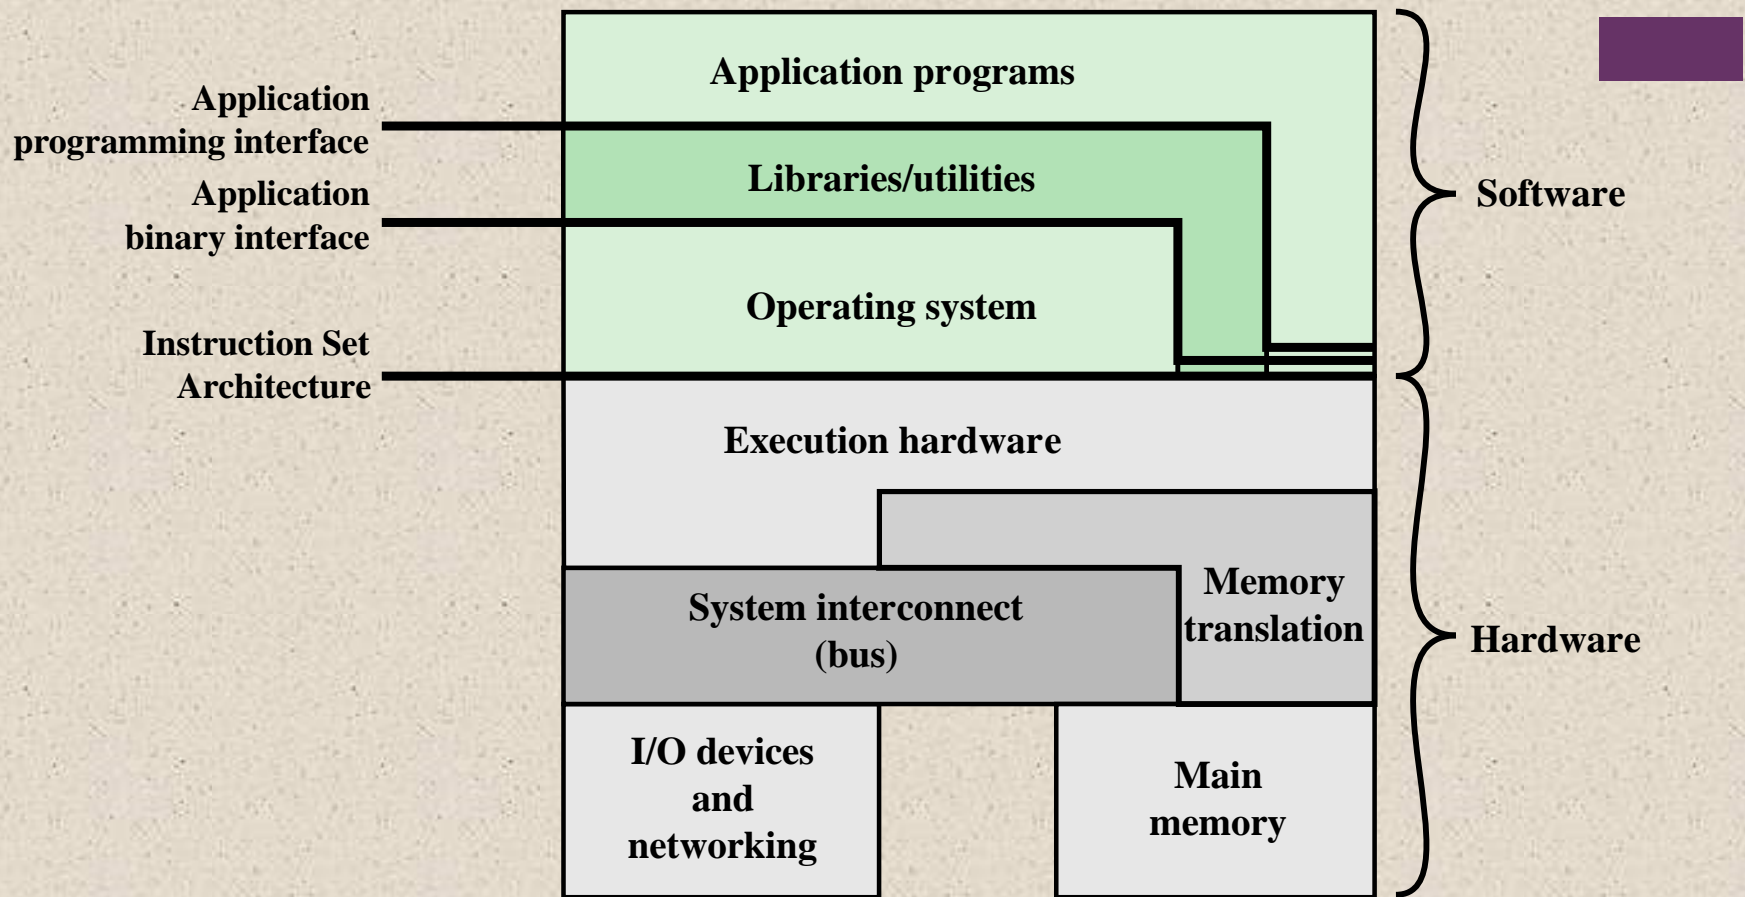 Application programs
Application
programming interface
Libraries/utilities
Application
binary interface
Software
Operating system
Instruction Set
Architecture
Execution hardware
Memory
translation
System interconnect
(bus)
Hardware
I/O devices
and
networking
Main
memory